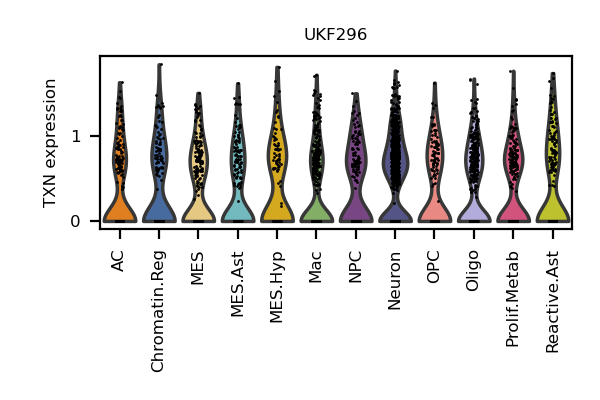 UKF296
TXN expression
1
0
AC
Chromatin.Reg
MES
MES.Ast
MES.Hyp
Mac
NPC
Neuron
OPC
Oligo
Prolif.Metab
Reactive.Ast